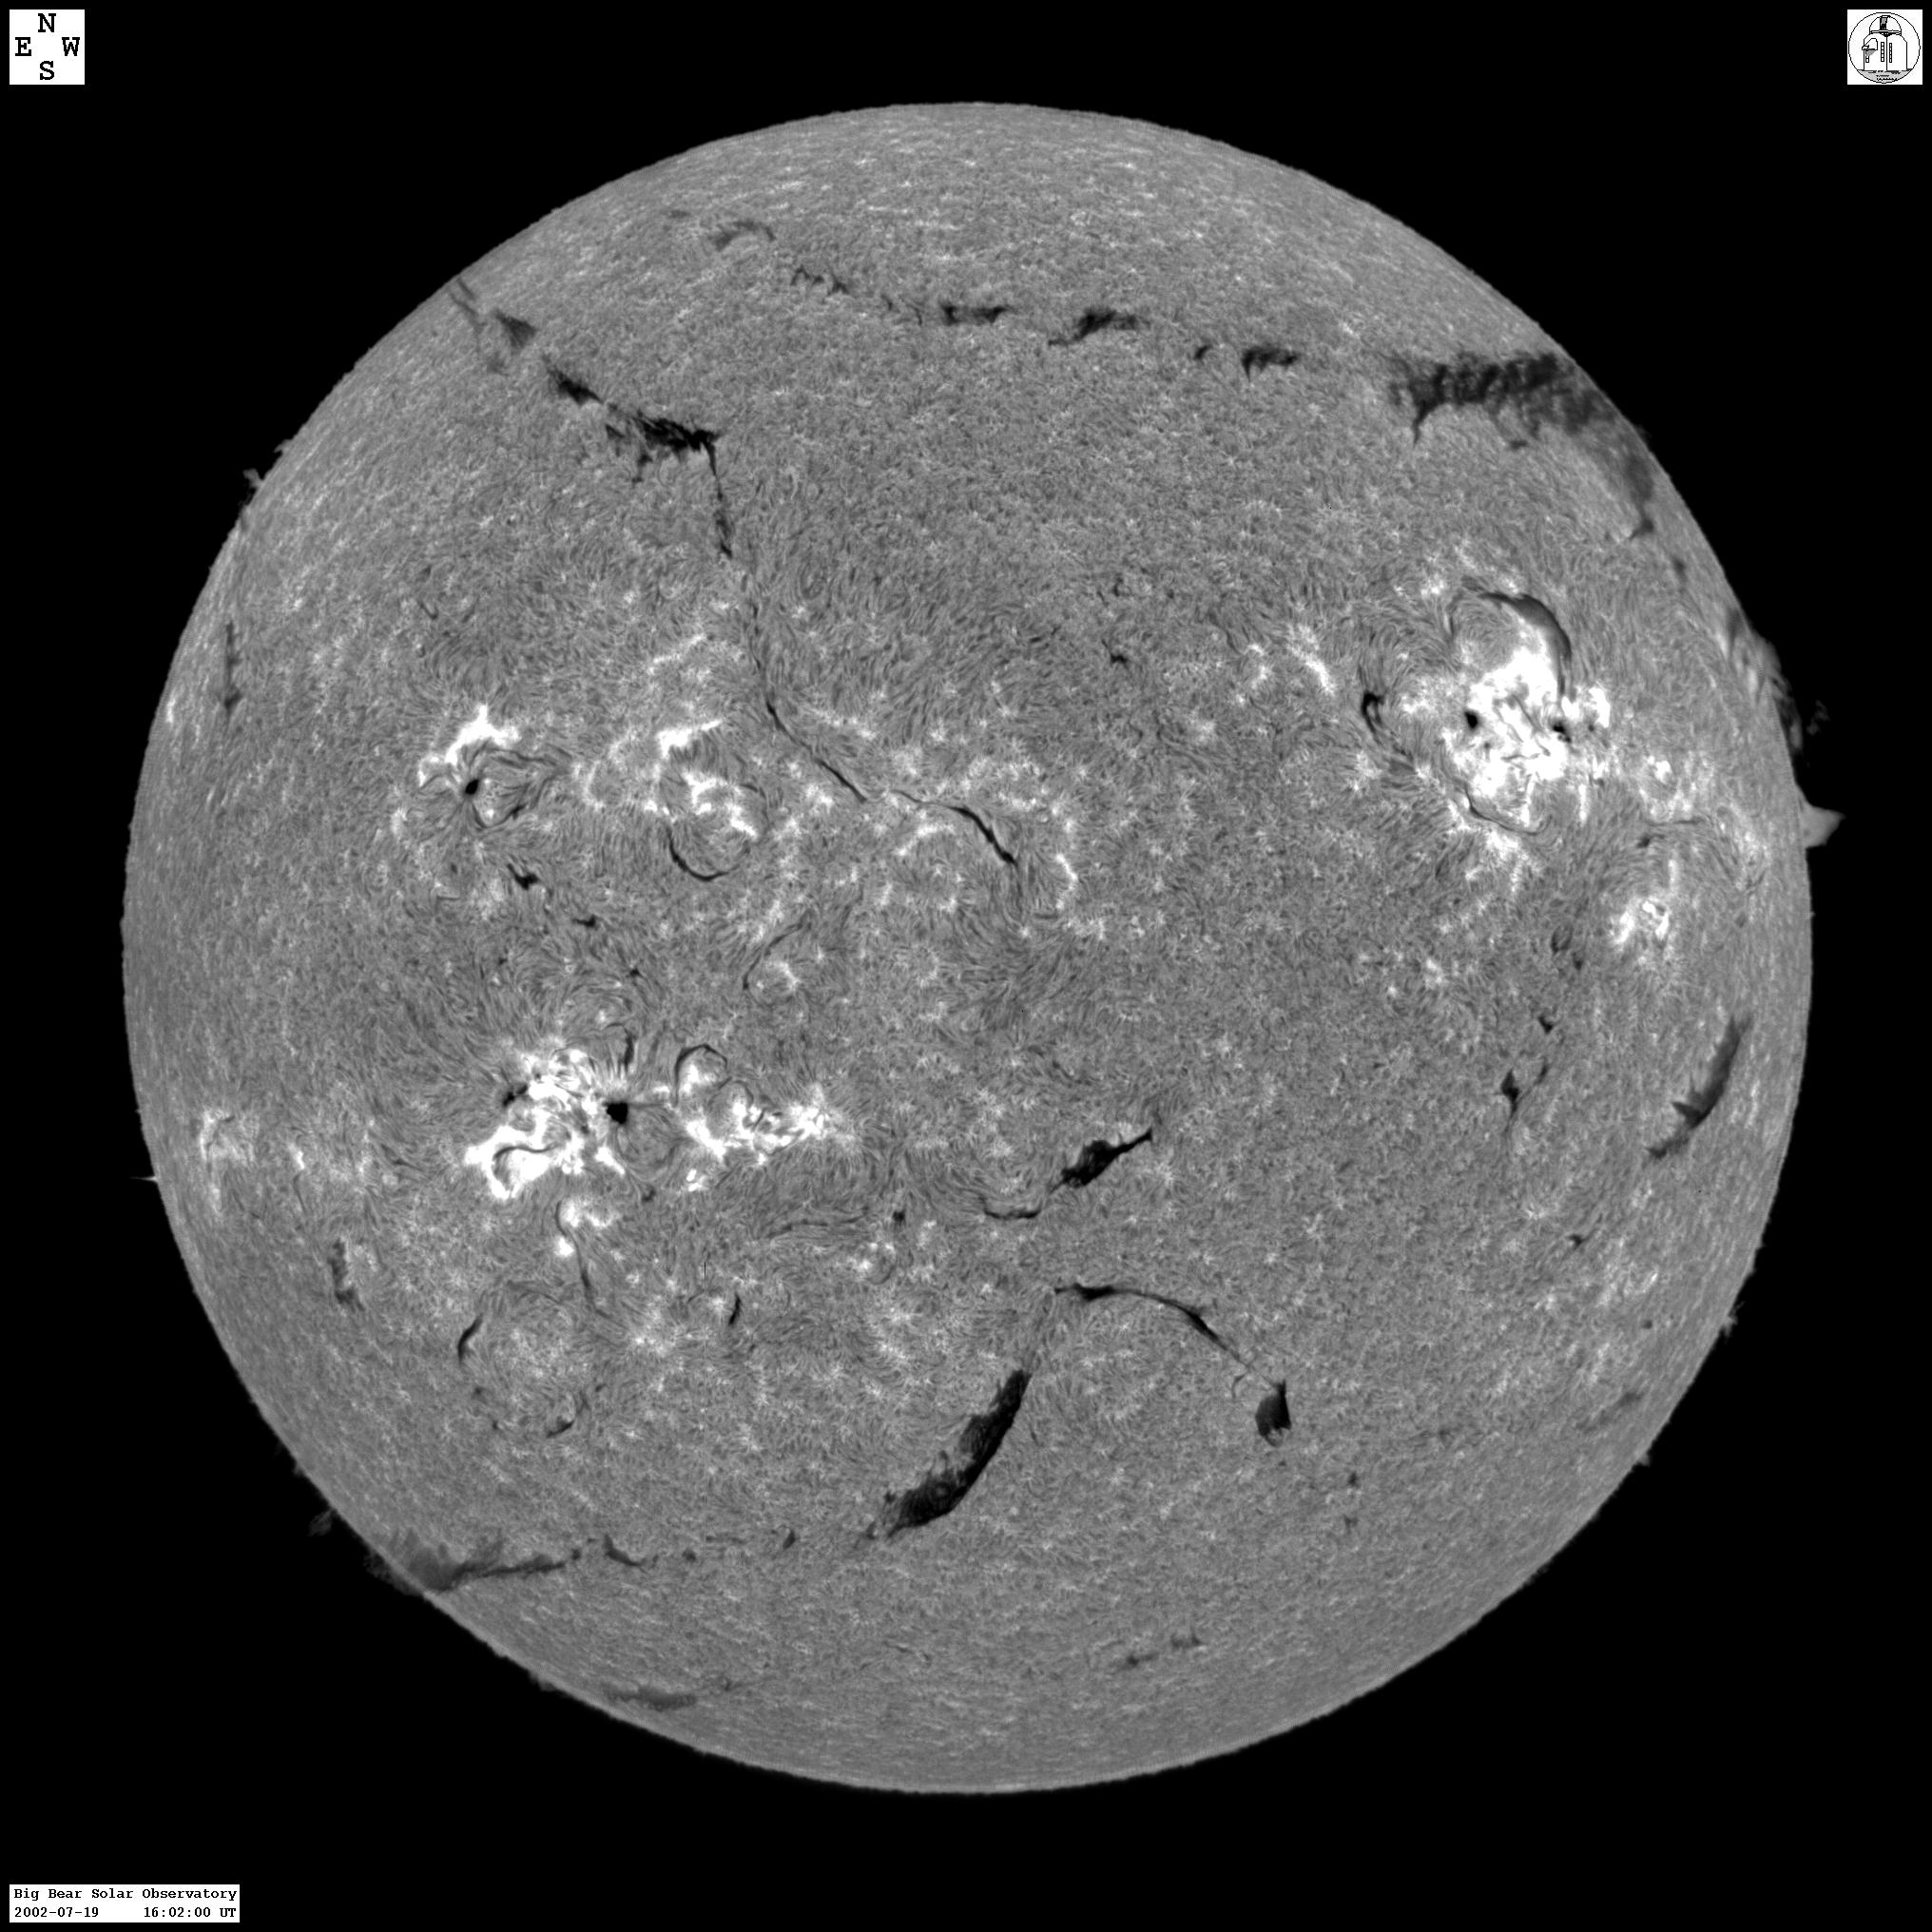 N
E W
S
Big Bear Solar Observatory
2002-07-19 16:02:00 UT